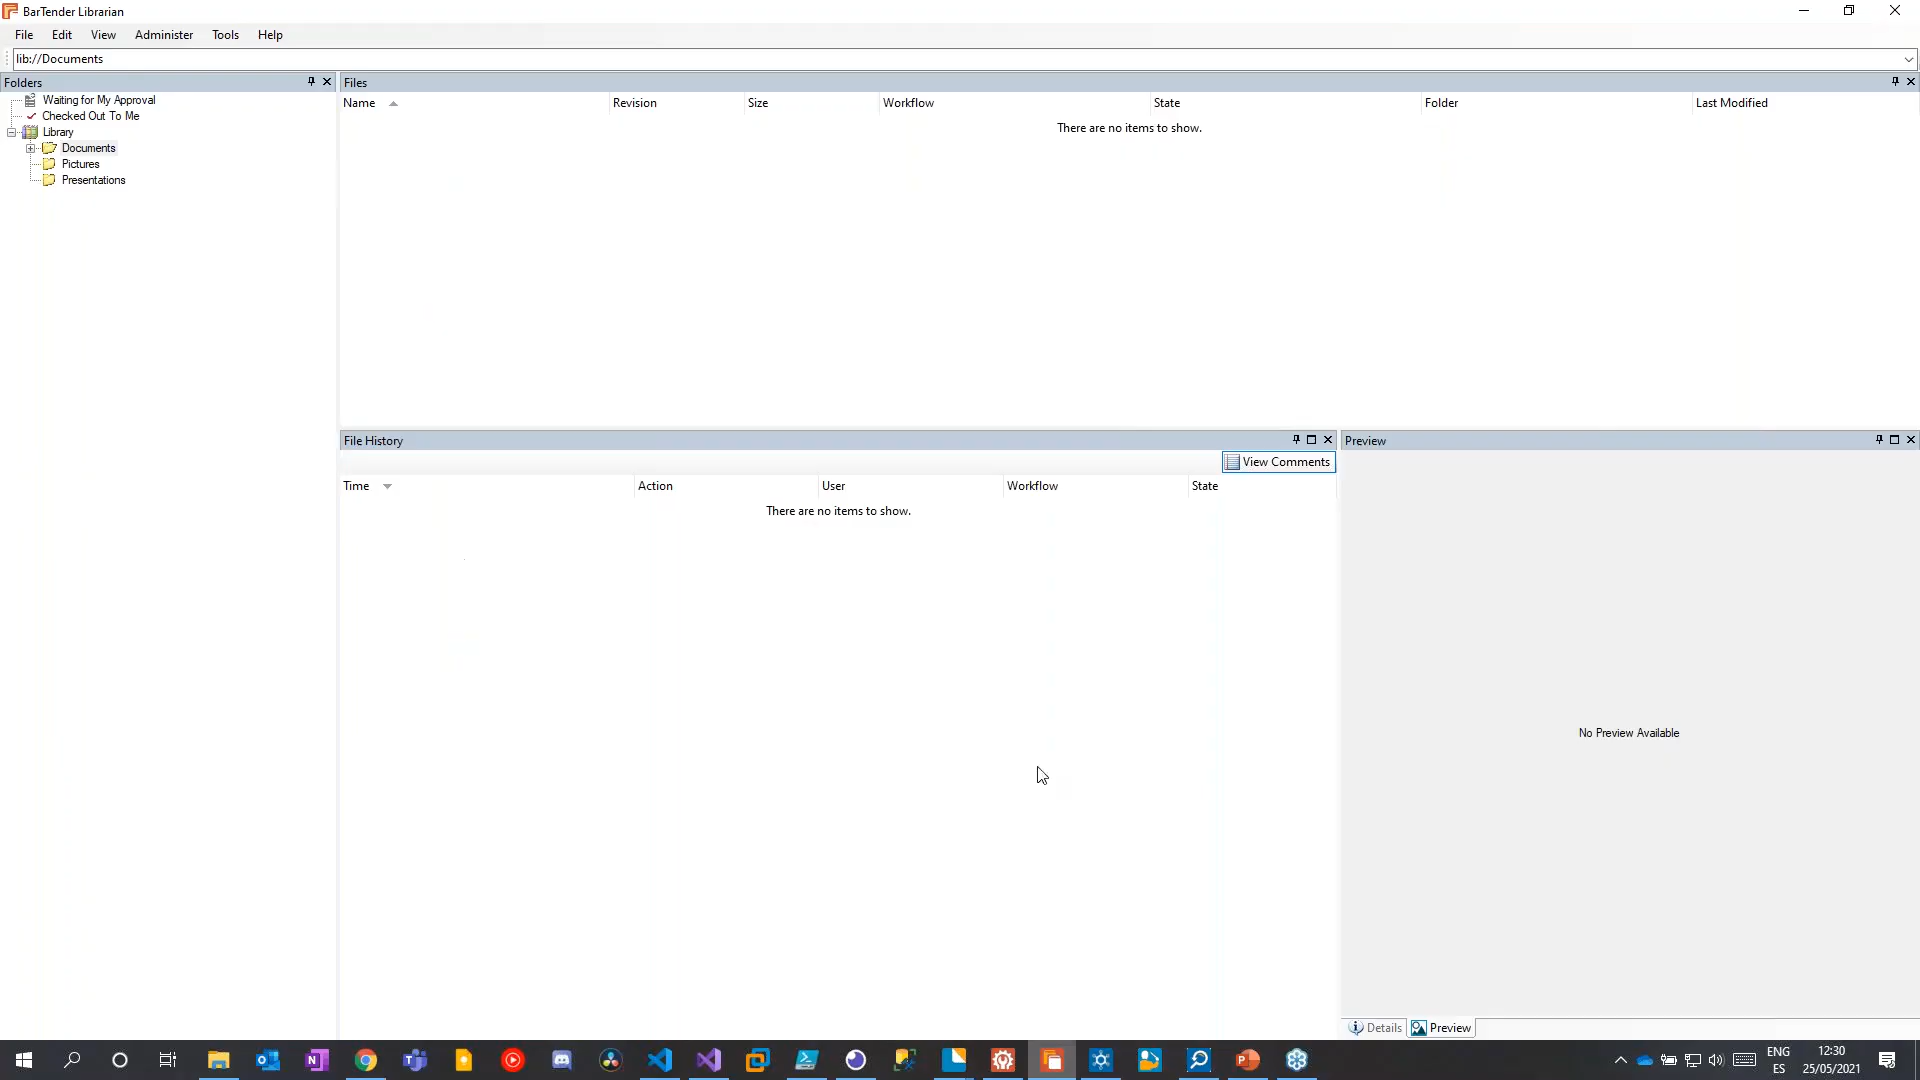 BarTender Librarian
File Edit View Administer Tools Help
lib://Documents
Folders
Waiting for My Approval
Checked Out To Me
Library
Documents
Pictures
Presentations
Files
Name Revision Size Workflow State Folder Last Modified
There are no items to show.
File History
View Comments
Time Action User Workflow State
There are no items to show.
Preview
No Preview Available
Details Preview
ENG
ES
12:30
25/05/2021